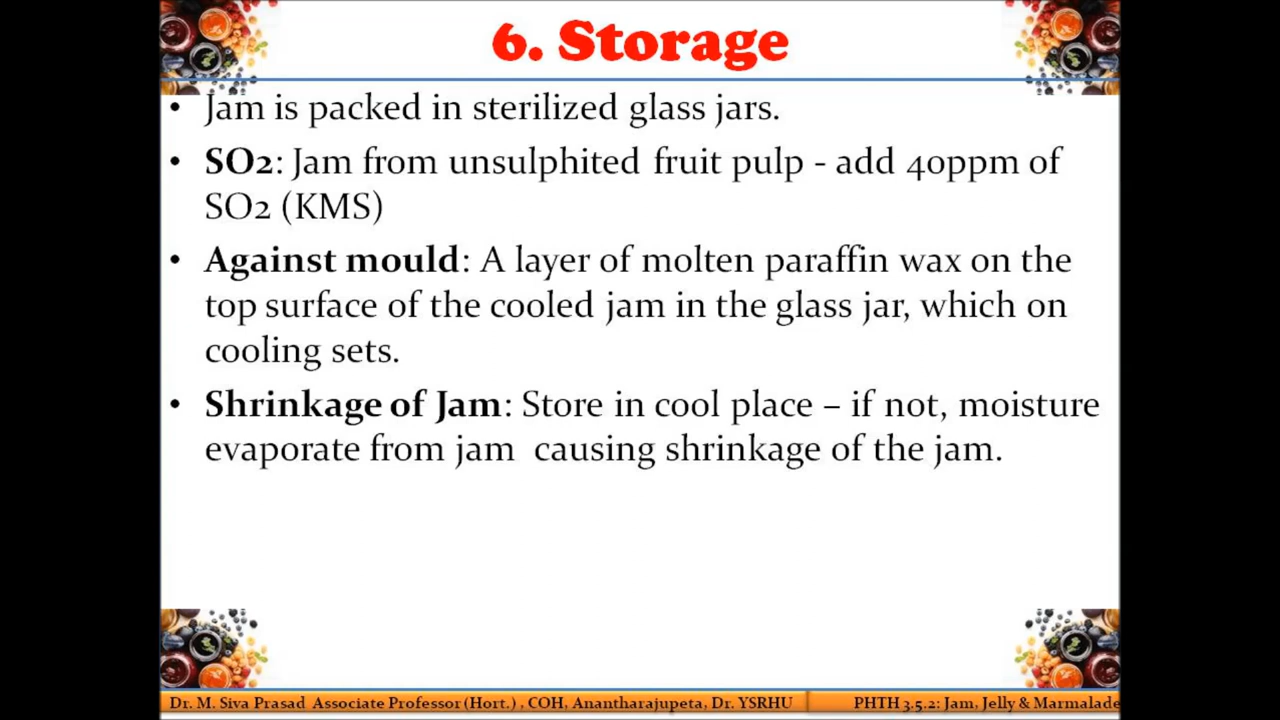 6. Storage
• Jam is packed in sterilized glass jars.
• SO2: Jam from unsulphited fruit pulp - add 40ppm of
SO2 (KMS)
• Against mould: A layer of molten paraffin wax on the
top surface of the cooled jam in the glass jar, which on
cooling sets.
• Shrinkage of Jam: Store in cool place – if not, moisture
evaporate from jam  causing shrinkage of the jam.
Dr. M. Siva Prasad Associate Professor (Hort.) , COH, Anantharajupeta, Dr. YSRHU
PHTH 3.5.2: Jam, Jelly & Marmalade